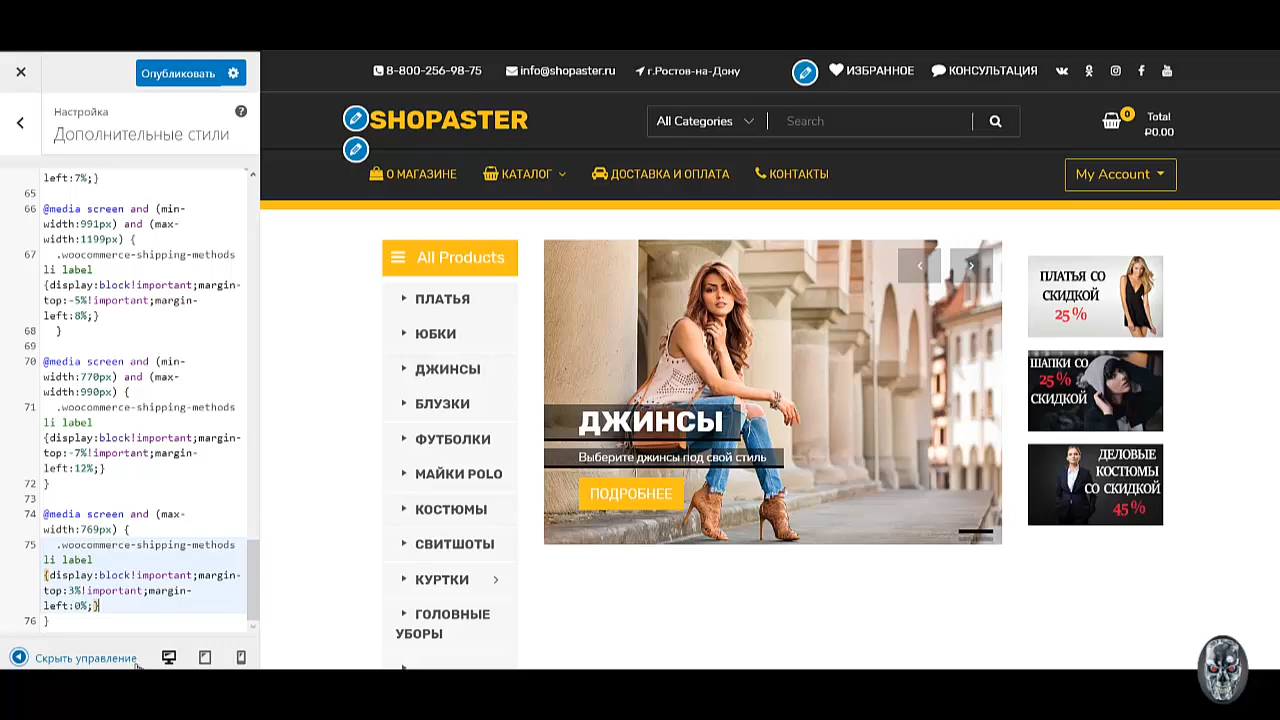 Опубликовать
Настройка
Дополнительные стили
left:7%;}
65
66 @media screen and (min-
width:991px) and (max-
width:1199px) {
67 .woocommerce-shipping-methods
li label
{display:block!important;margin-
top:-5%!important;margin-
left:8%;}
68 }
69
70 @media screen and (min-
width:770px) and (max-
width:990px) {
71 .woocommerce-shipping-methods
li label
{display:block!important;margin-
top:-7%!important;margin-
left:12%;}
72 }
73
74 @media screen and (max-
width:769px) {
75 .woocommerce-shipping-methods
li label
{display:block!important;margin-
top:3%!important;margin-
left:0%;}
76 }
Скрыть управление
8-800-256-98-75 info@shopaster.ru г.Ростов-на-Дону ИЗБРАННОЕ КОНСУЛЬТАЦИЯ
SHOPASTER
All Categories Search
0
Total
₽0.00
О МАГАЗИНЕ КАТАЛОГ ДОСТАВКА И ОПЛАТА КОНТАКТЫ
My Account
All Products
ПЛАТЬЯ
ЮБКИ
ДЖИНСЫ
БЛУЗКИ
ФУТБОЛКИ
МАЙКИ POLO
КОСТЮМЫ
СВИТШОТЫ
КУРТКИ
ГОЛОВНЫЕ
УБОРЫ
ДЖИНСЫ
Выберите джинсы под свой стиль
ПОДРОБНЕЕ
ПЛАТЬЯ СО
СКИДКОЙ
25 %
ШАПКИ СО
25 %
СКИДКОЙ
ДЕЛОВЫЕ
КОСТЮМЫ
СО СКИДКОЙ
45 %